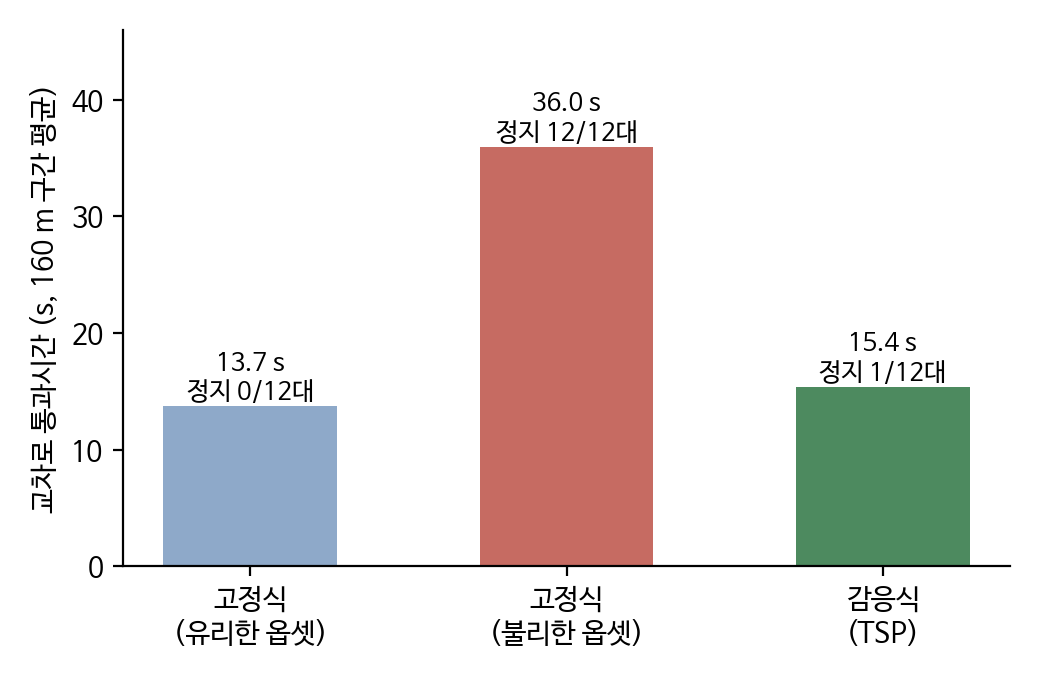 교차로 통과시간 (s, 160 m 구간 평균)
40
30
20
10
0
13.7 s
정지 0/12대
36.0 s
정지 12/12대
15.4 s
정지 1/12대
고정식
(유리한 옵셋)
고정식
(불리한 옵셋)
감응식
(TSP)